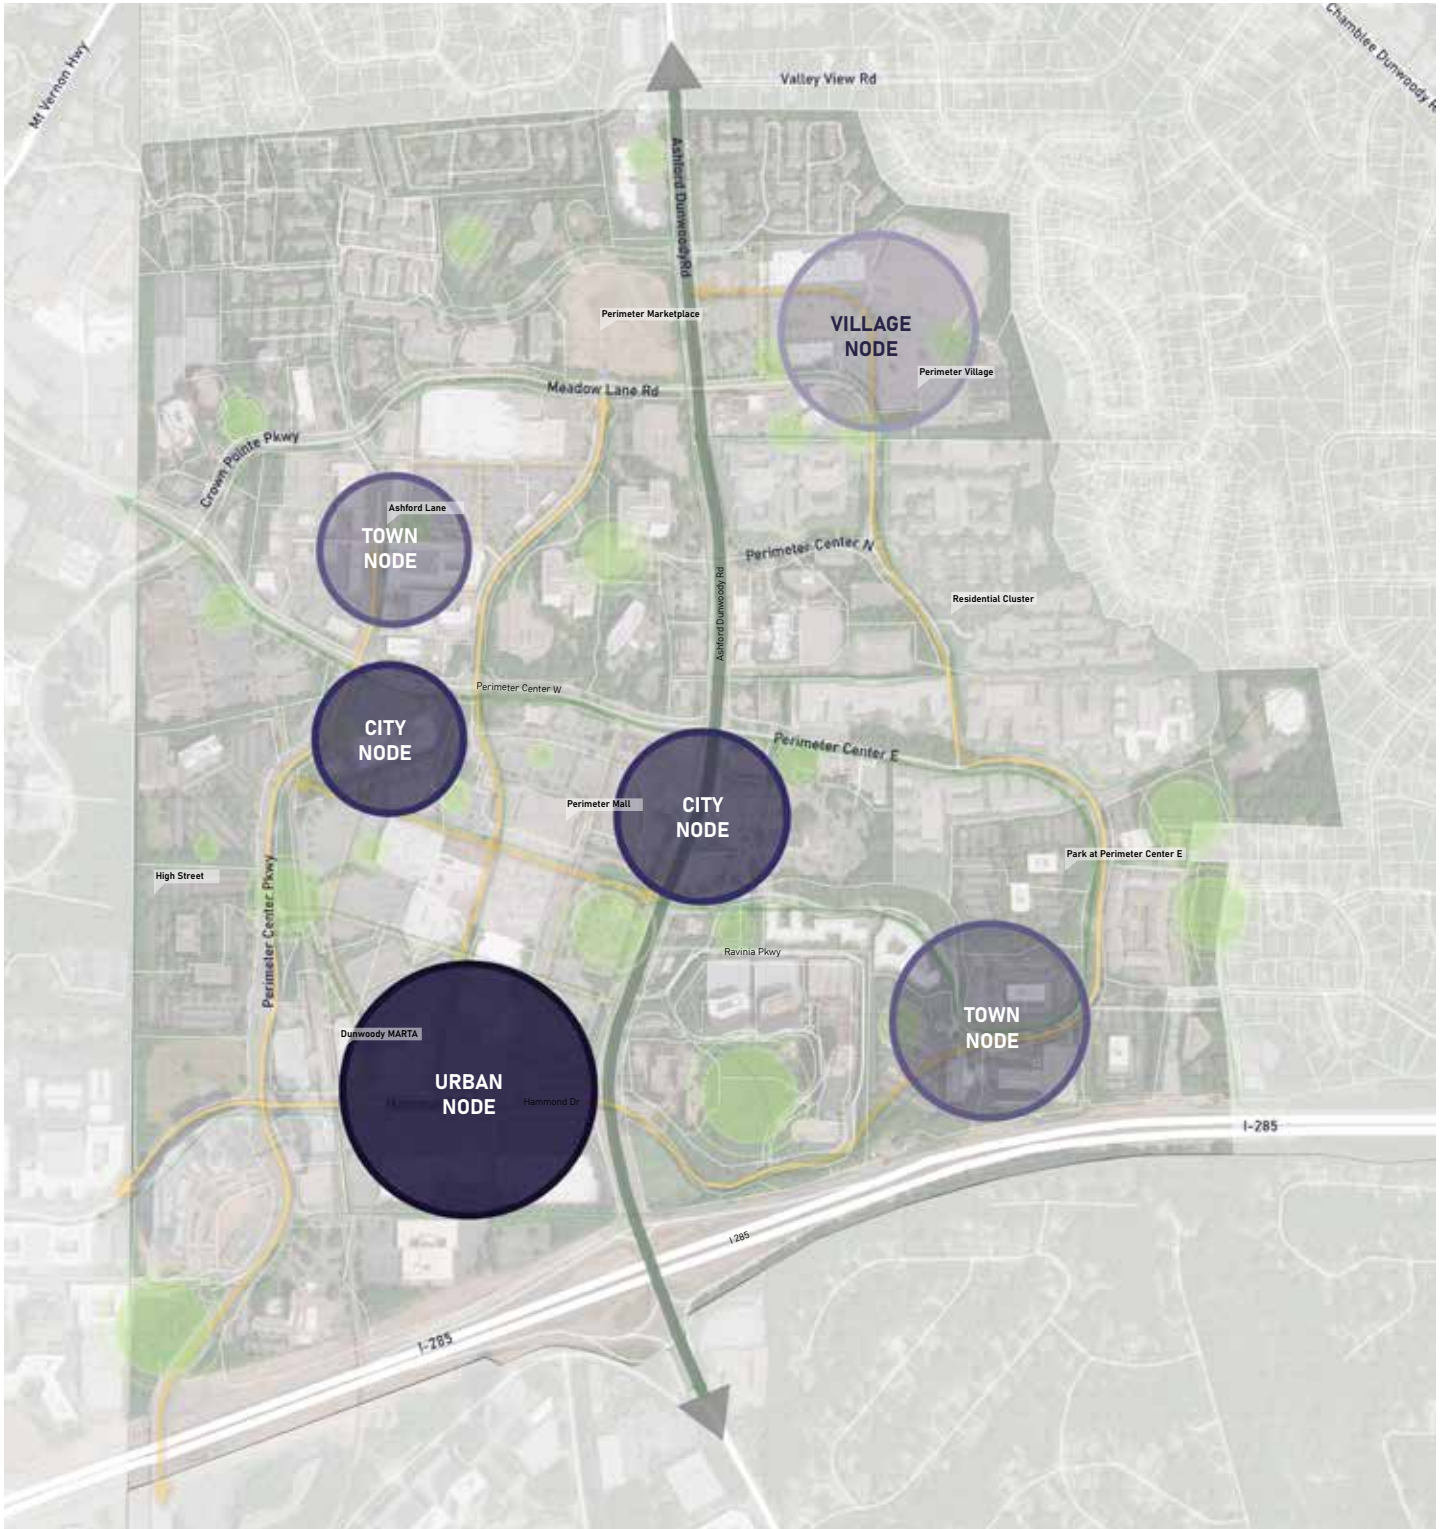 Mt Vernon Hwy
Chamblee Dunwoody R
Valley View Rd
Ashford Dunwoody Rd
Perimeter Marketplace
VILLAGE
NODE
Perimeter Village
Meadow Lane Rd
Crown Pointe Pkwy
Ashford Lane
TOWN
NODE
Perimeter Center N
Ashford Dunwoody Rd
Residential Cluster
Perimeter Center W
CITY
NODE
Perimeter Center E
Perimeter Mall
CITY
NODE
Park at Perimeter Center E
High Street
Perimeter Center Pkwy
Ravinia Pkwy
TOWN
NODE
Dunwoody MARTA
URBAN
NODE
Hammond Dr
I-285
I 285
I-285